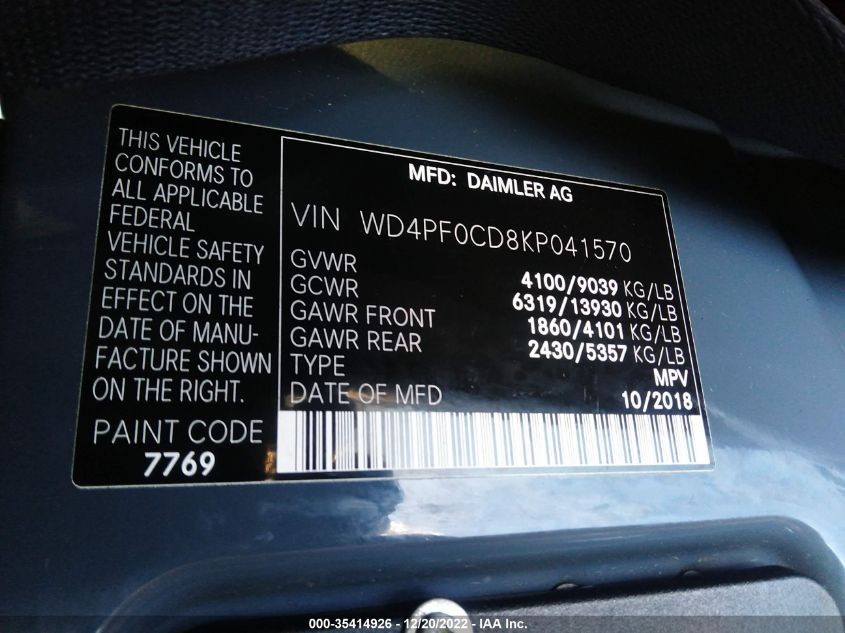 THIS VEHICLE
CONFORMS TO
ALL APPLICABLE
FEDERAL
VEHICLE SAFETY
STANDARDS IN
EFFECT ON THE
DATE OF MANU-
FACTURE SHOWN
ON THE RIGHT.
PAINT CODE
7769
MFD: DAIMLER AG
VIN WD4PF0CD8KP041570
GVWR 4100/9039 KG/LB
GCWR 6319/13930 KG/LB
GAWR FRONT 1860/4101 KG/LB
GAWR REAR 2430/5357 KG/LB
TYPE MPV
DATE OF MFD 10/2018
000-35414926 - 12/20/2022 - IAA Inc.